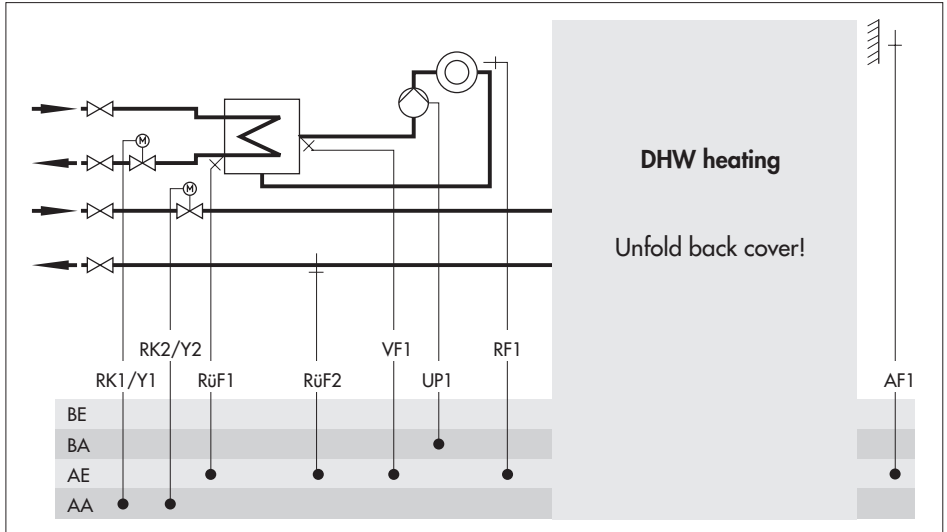 M
M
DHW heating
Unfold back cover!
RK2/Y2 VF1 RF1
RK1/Y1 RüF1 RüF2 UP1 AF1
BE
BA
AE
AA